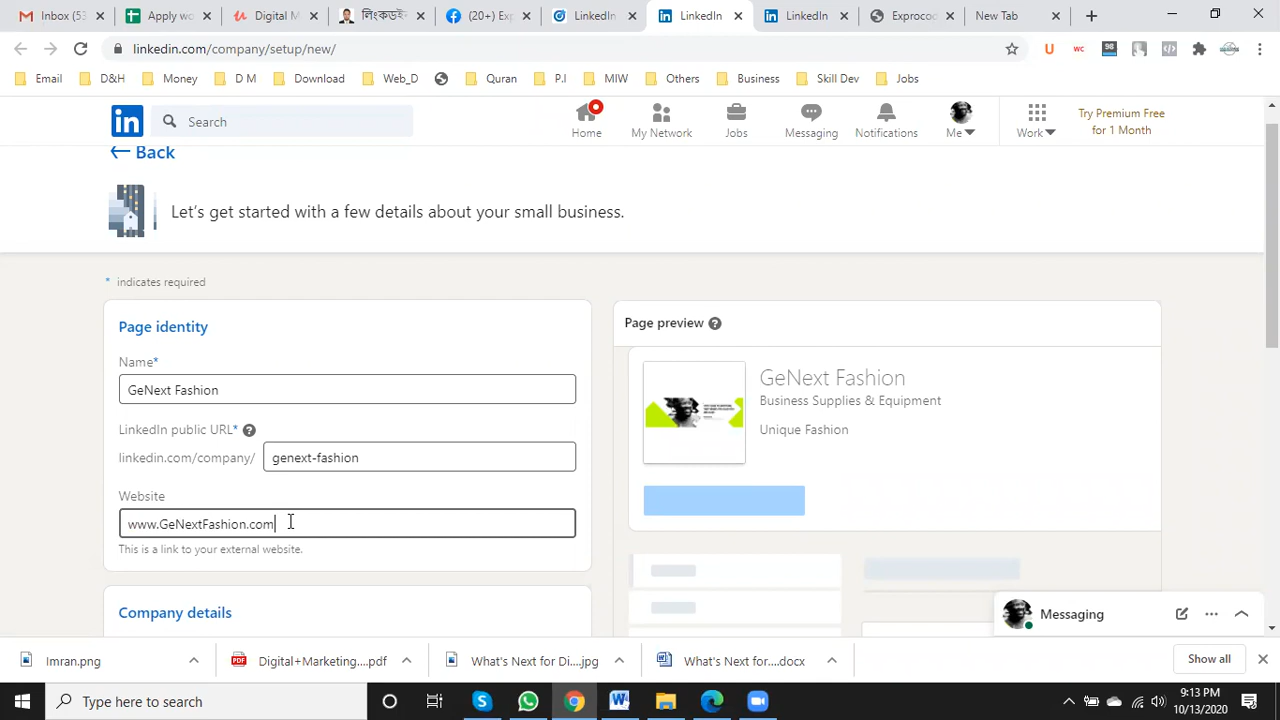 Inbox (53
Apply wo
Digital M
লিংকডইন
(20+) Exp
LinkedIn
LinkedIn
LinkedIn
Exprocod
New Tab
linkedin.com/company/setup/new/
Email
D&H
Money
D M
Download
Web_D
Quran
P.I
MIW
Others
Business
Skill Dev
Jobs
in
Search
Home
My Network
Jobs
Messaging
Notifications
Me
Work
Try Premium Free
for 1 Month
← Back
Let's get started with a few details about your small business.
* indicates required
Page identity
Name*
GeNext Fashion
LinkedIn public URL*
linkedin.com/company/
genext-fashion
Website
www.GeNextFashion.com
This is a link to your external website.
Company details
Page preview
GeNext Fashion
Business Supplies & Equipment
Unique Fashion
Messaging
Imran.png
Digital+Marketing....pdf
What's Next for Di....jpg
What's Next for....docx
Show all
Type here to search
9:13 PM
10/13/2020